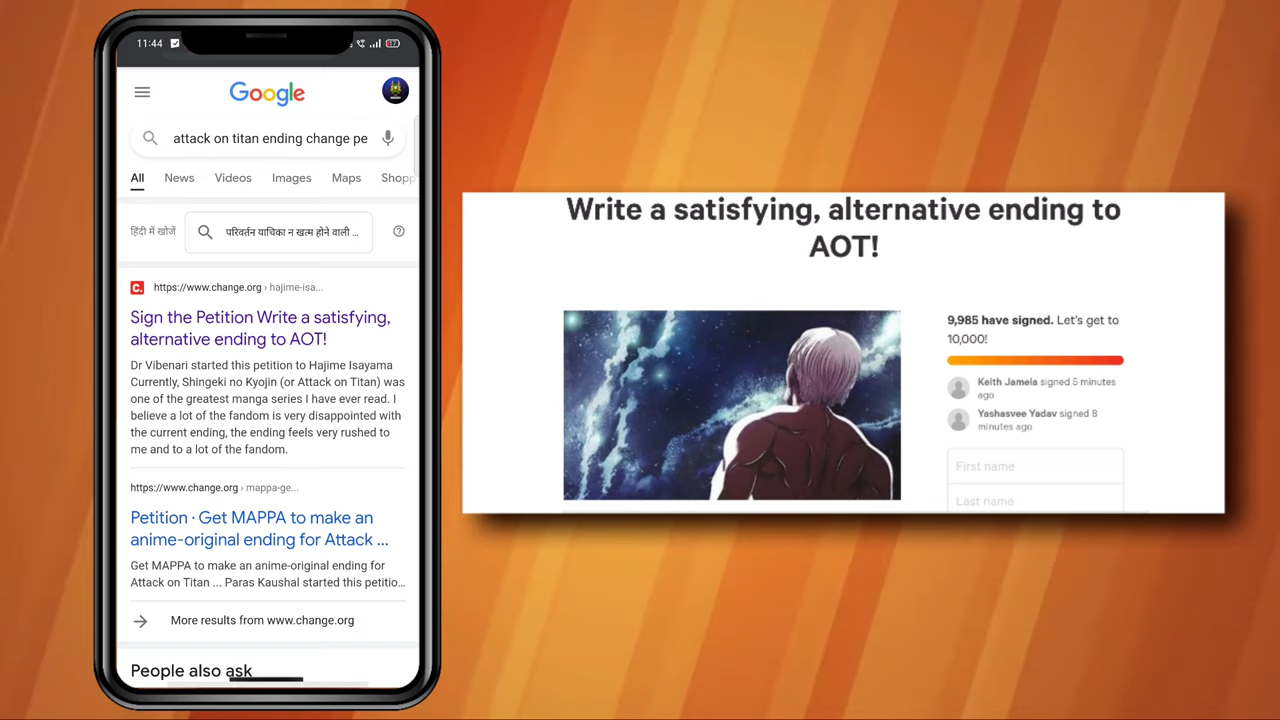 11:44
17
Google
attack on titan ending change pe
All News Videos Images Maps Shopp
हिंदी में खोजें
परिवर्तन याचिका न खत्म होने वाली ...
https://www.change.org › hajime-isa...
Sign the Petition Write a satisfying,
alternative ending to AOT!
Dr Vibenari started this petition to Hajime Isayama
Currently, Shingeki no Kyojin (or Attack on Titan) was
one of the greatest manga series I have ever read. I
believe a lot of the fandom is very disappointed with
the current ending, the ending feels very rushed to
me and to a lot of the fandom.
https://www.change.org › mappa-ge...
Petition · Get MAPPA to make an
anime-original ending for Attack ...
Get MAPPA to make an anime-original ending for
Attack on Titan ... Paras Kaushal started this petitio...
More results from www.change.org
People also ask
Write a satisfying, alternative ending to
AOT!
9,985 have signed. Let's get to
10,000!
Keith Jamela signed 5 minutes
ago
Yashasvee Yadav signed 8
minutes ago
First name
Last name